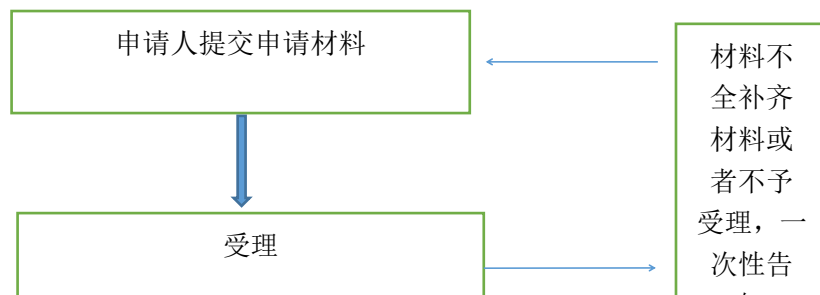 申请人提交申请材料
材料不
全补齐
材料或
者不予
受理，一
次性告
受理